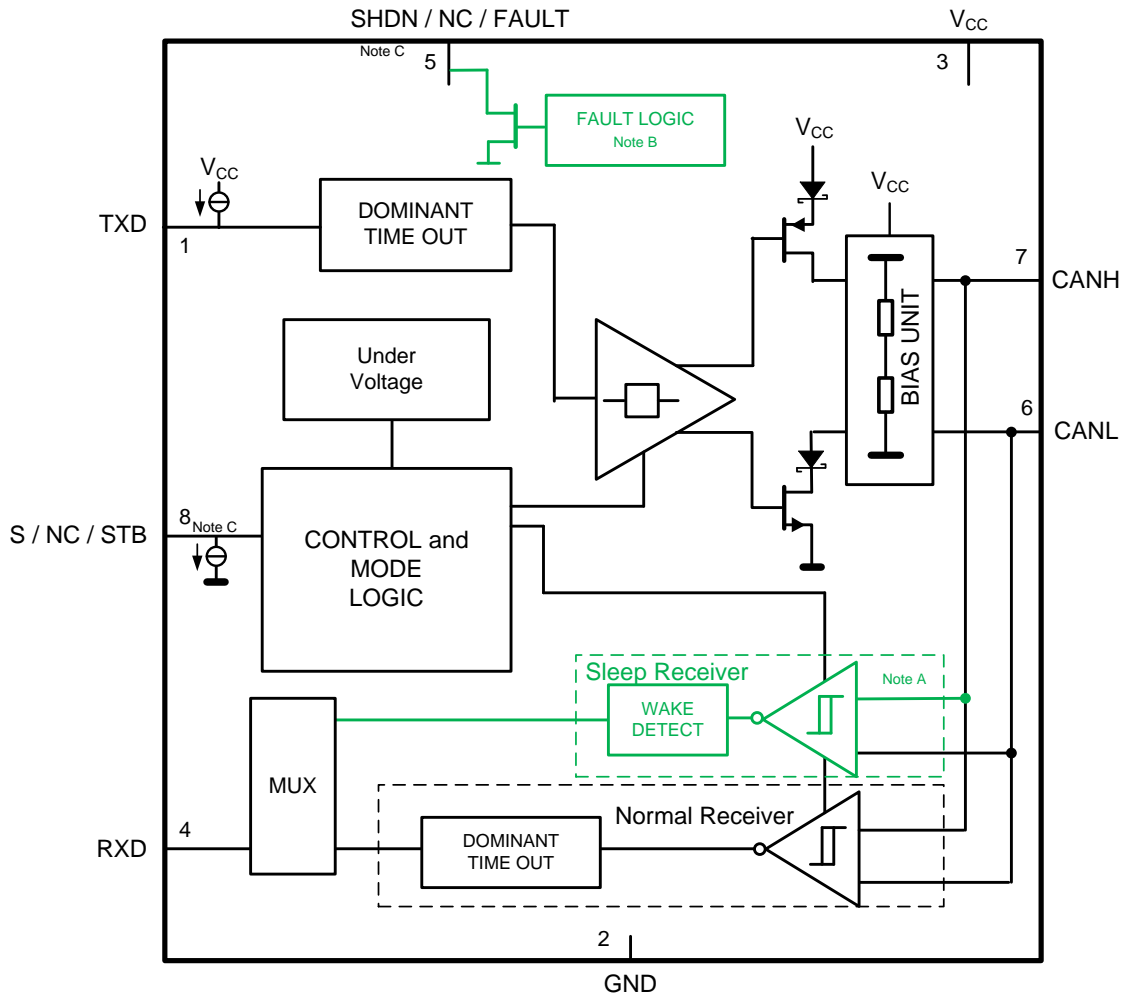 SHDN / NC / FAULT
VCC
Note C
5
3
FAULT LOGIC
Note B
VCC
VCC
VCC
TXD
1
DOMINANT
TIME OUT
7
CANH
BIAS UNIT
Under
Voltage
6
CANL
8
Note C
S / NC / STB
CONTROL and
MODE
LOGIC
Sleep Receiver
Note A
WAKE
DETECT
MUX
Normal Receiver
4
RXD
DOMINANT
TIME OUT
2
GND